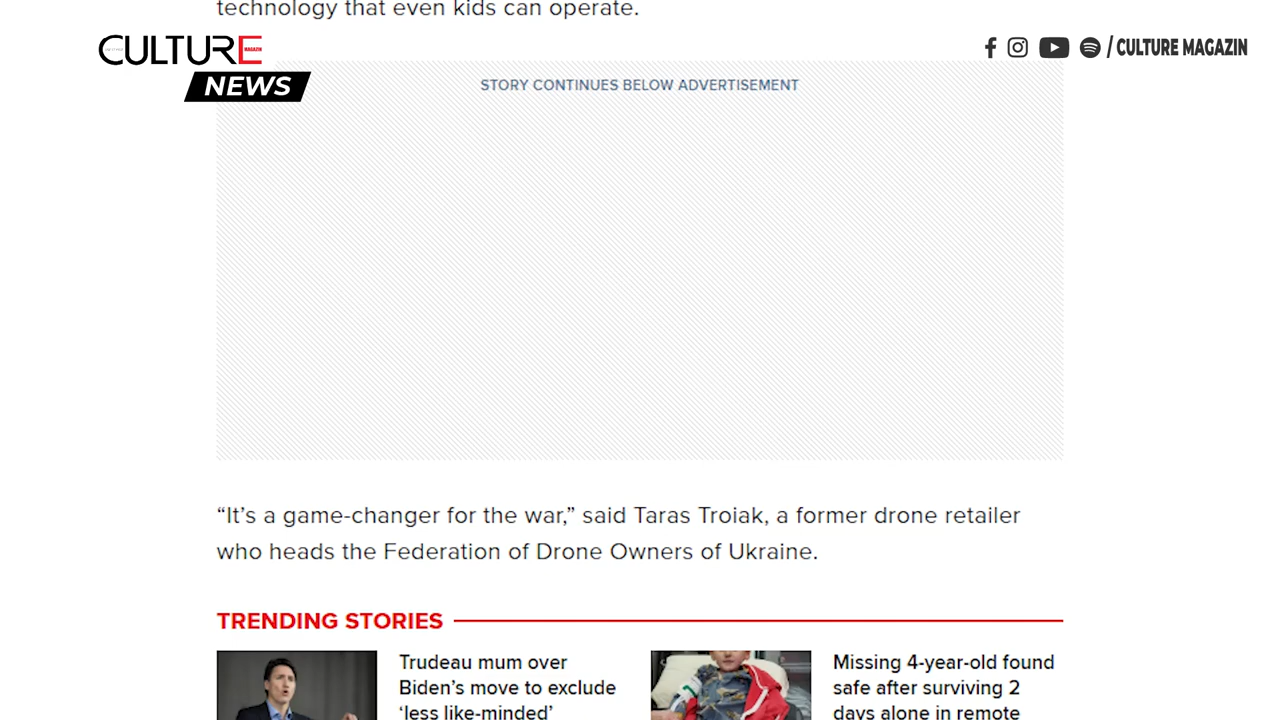 technology that even kids can operate.
CULTURE
MAGAZIN
NEWS
/ CULTURE MAGAZIN
STORY CONTINUES BELOW ADVERTISEMENT
“It’s a game-changer for the war,” said Taras Troiak, a former drone retailer
who heads the Federation of Drone Owners of Ukraine.
TRENDING STORIES
Trudeau mum over
Biden’s move to exclude
‘less like-minded’
Missing 4-year-old found
safe after surviving 2
days alone in remote